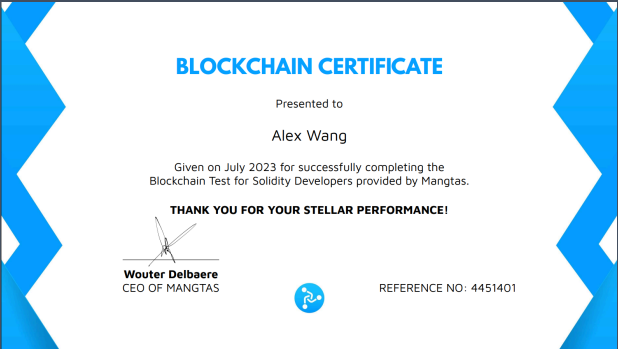 BLOCKCHAIN CERTIFICATE
Presented to
Alex Wang
Given on July 2023 for successfully completing the
Blockchain Test for Solidity Developers provided by Mangtas.
THANK YOU FOR YOUR STELLAR PERFORMANCE!
Wouter Delbaere
CEO OF MANGTAS
REFERENCE NO: 4451401